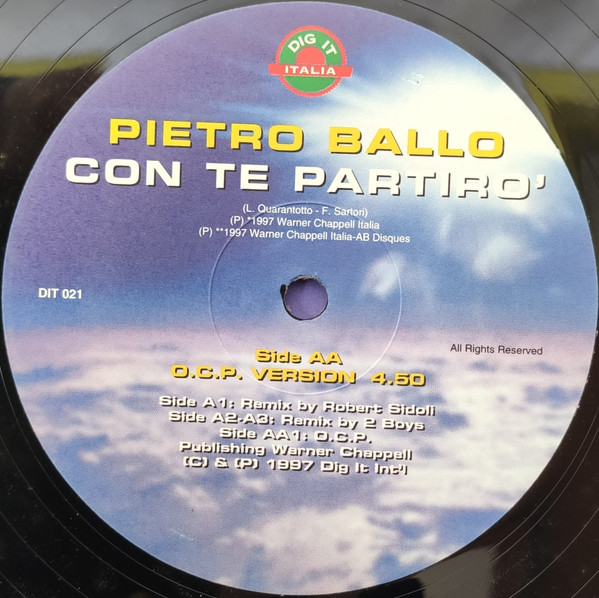 DIG IT
ITALIA
PIETRO BALLO
CON TE PARTIRO'
(L. Quarantotto - F. Sartori)
(P) *1997 Warner Chappell Italia
(P) **1997 Warner Chappell Italia-AB Disques
DIT 021
All Rights Reserved
Side AA
O.C.P. VERSION 4.50
Side A1: Remix by Robert Sidoli
Side A2-A3: Remix by 2 Boys
Side AA1: O.C.P.
Publishing Warner Chappell
(C) & (P) 1997 Dig It Int'l